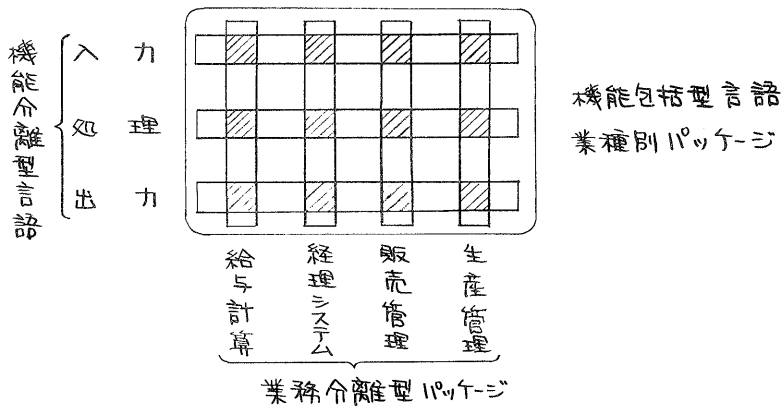 機能分離型言語
入力
処理
出力
機能包括型言語
業種別パッケージ
給与計算
経理システム
販売管理
生産管理
業務分離型パッケージ